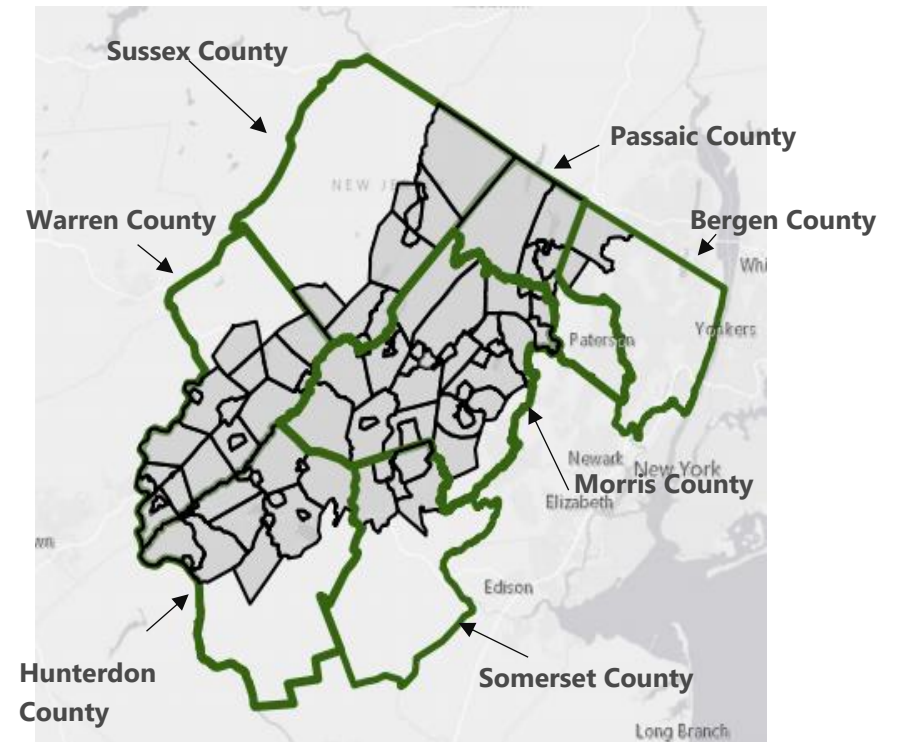 Sussex County
Passaic County
NEW JE
Warren County
Bergen County
Whi
Yonkers
Paterson
Newark
New York
Morris County
Elizabeth
wn
Edison
Hunterdon
County
Somerset County
Long Branch